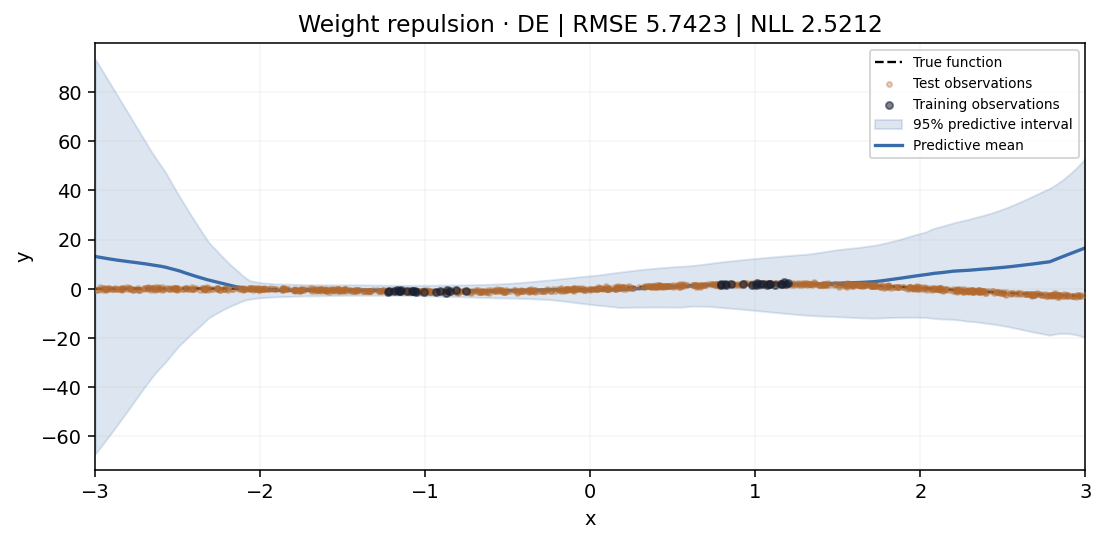 Weight repulsion · DE | RMSE 5.7423 | NLL 2.5212
True function
Test observations
Training observations
95% predictive interval
Predictive mean
y
80
60
40
20
0
−20
−40
−60
−3
−2
−1
0
1
2
3
x